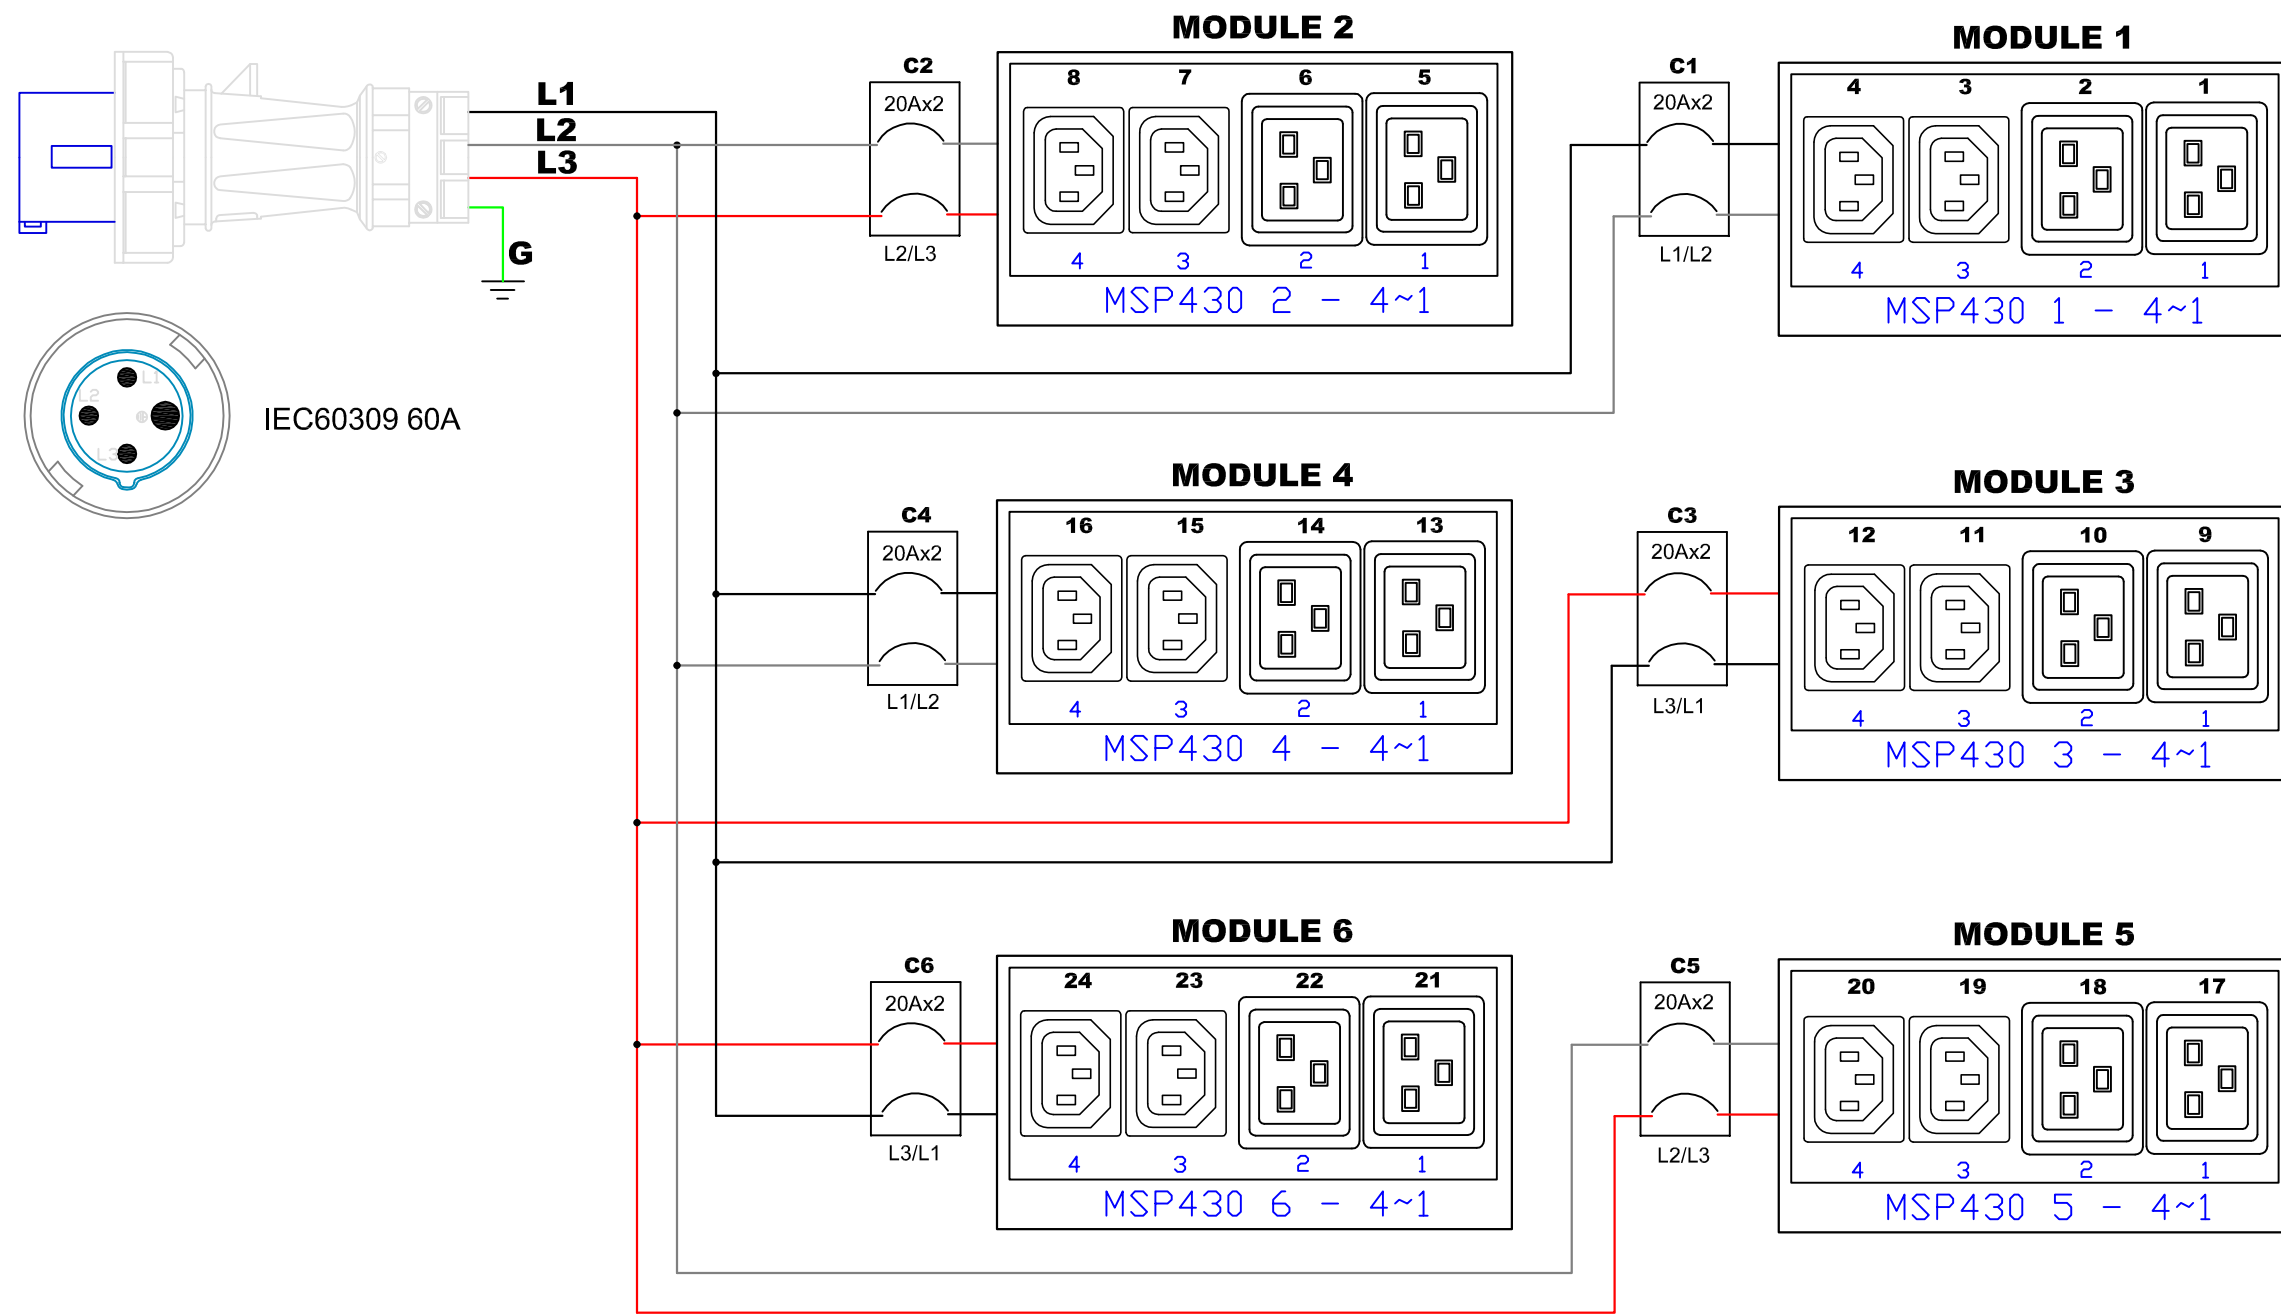 MODULE 2
MODULE 1
C2
20Ax2
L2/L3
8 7 6 5
4 3 2 1
MSP430 2 - 4~1
C1
20Ax2
L1/L2
4 3 2 1
4 3 2 1
MSP430 1 - 4~1
L1
L2
L3
G
L1
L2
L3
IEC60309 60A
MODULE 4
MODULE 3
C4
20Ax2
L1/L2
16 15 14 13
4 3 2 1
MSP430 4 - 4~1
C3
20Ax2
L3/L1
12 11 10 9
4 3 2 1
MSP430 3 - 4~1
MODULE 6
MODULE 5
C6
20Ax2
L3/L1
24 23 22 21
4 3 2 1
MSP430 6 - 4~1
C5
20Ax2
L2/L3
20 19 18 17
4 3 2 1
MSP430 5 - 4~1